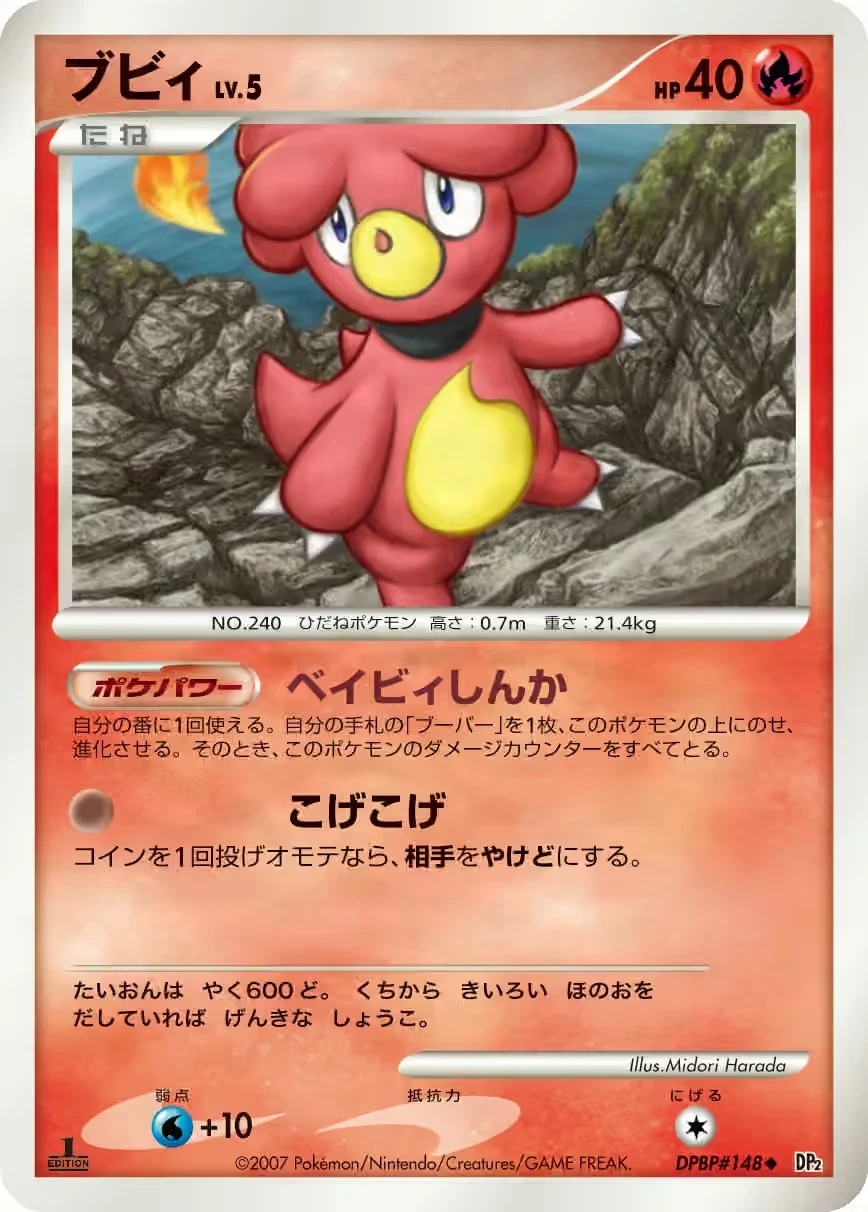 ブビィ LV.5 HP 40
たね
NO.240 ひだねポケモン 高さ：0.7m 重さ：21.4kg
ポケパワー ベイビィしんか
自分の番に1回使える。自分の手札の「ブーバー」を1枚、このポケモンの上にのせ、
進化させる。そのとき、このポケモンのダメージカウンターをすべてとる。
こげこげ
コインを1回投げオモテなら、相手をやけどにする。
たいおんは やく600ど。 くちから きいろい ほのおを
だしていれば げんきな しょうこ。
Illus.Midori Harada
弱点 抵抗力 にげる
+10
1 EDITION ©2007 Pokémon/Nintendo/Creatures/GAME FREAK. DPBP#148◆ DP2